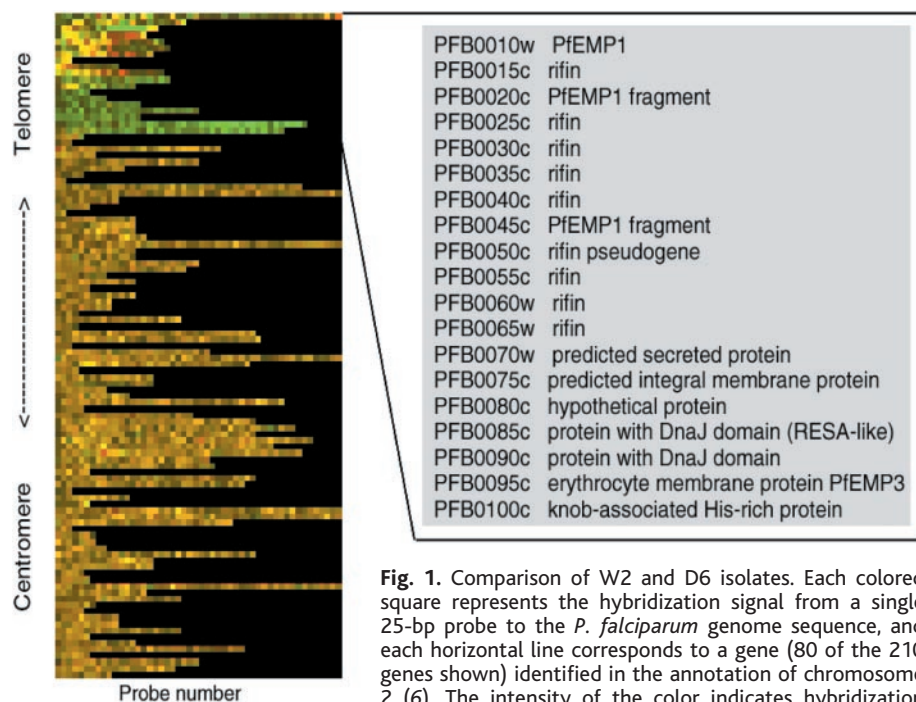 Telomere
<--------------->
Centromere
Probe number
PFB0010w PfEMP1
PFB0015c rifin
PFB0020c PfEMP1 fragment
PFB0025c rifin
PFB0030c rifin
PFB0035c rifin
PFB0040c rifin
PFB0045c PfEMP1 fragment
PFB0050c rifin pseudogene
PFB0055c rifin
PFB0060w rifin
PFB0065w rifin
PFB0070w predicted secreted protein
PFB0075c predicted integral membrane protein
PFB0080c hypothetical protein
PFB0085c protein with DnaJ domain (RESA-like)
PFB0090c protein with DnaJ domain
PFB0095c erythrocyte membrane protein PfEMP3
PFB0100c knob-associated His-rich protein
Fig. 1. Comparison of W2 and D6 isolates. Each colored
square represents the hybridization signal from a single
25-bp probe to the P. falciparum genome sequence, and
each horizontal line corresponds to a gene (80 of the 210
genes shown) identified in the annotation of chromosome
2 (6). The intensity of the color indicates hybridization